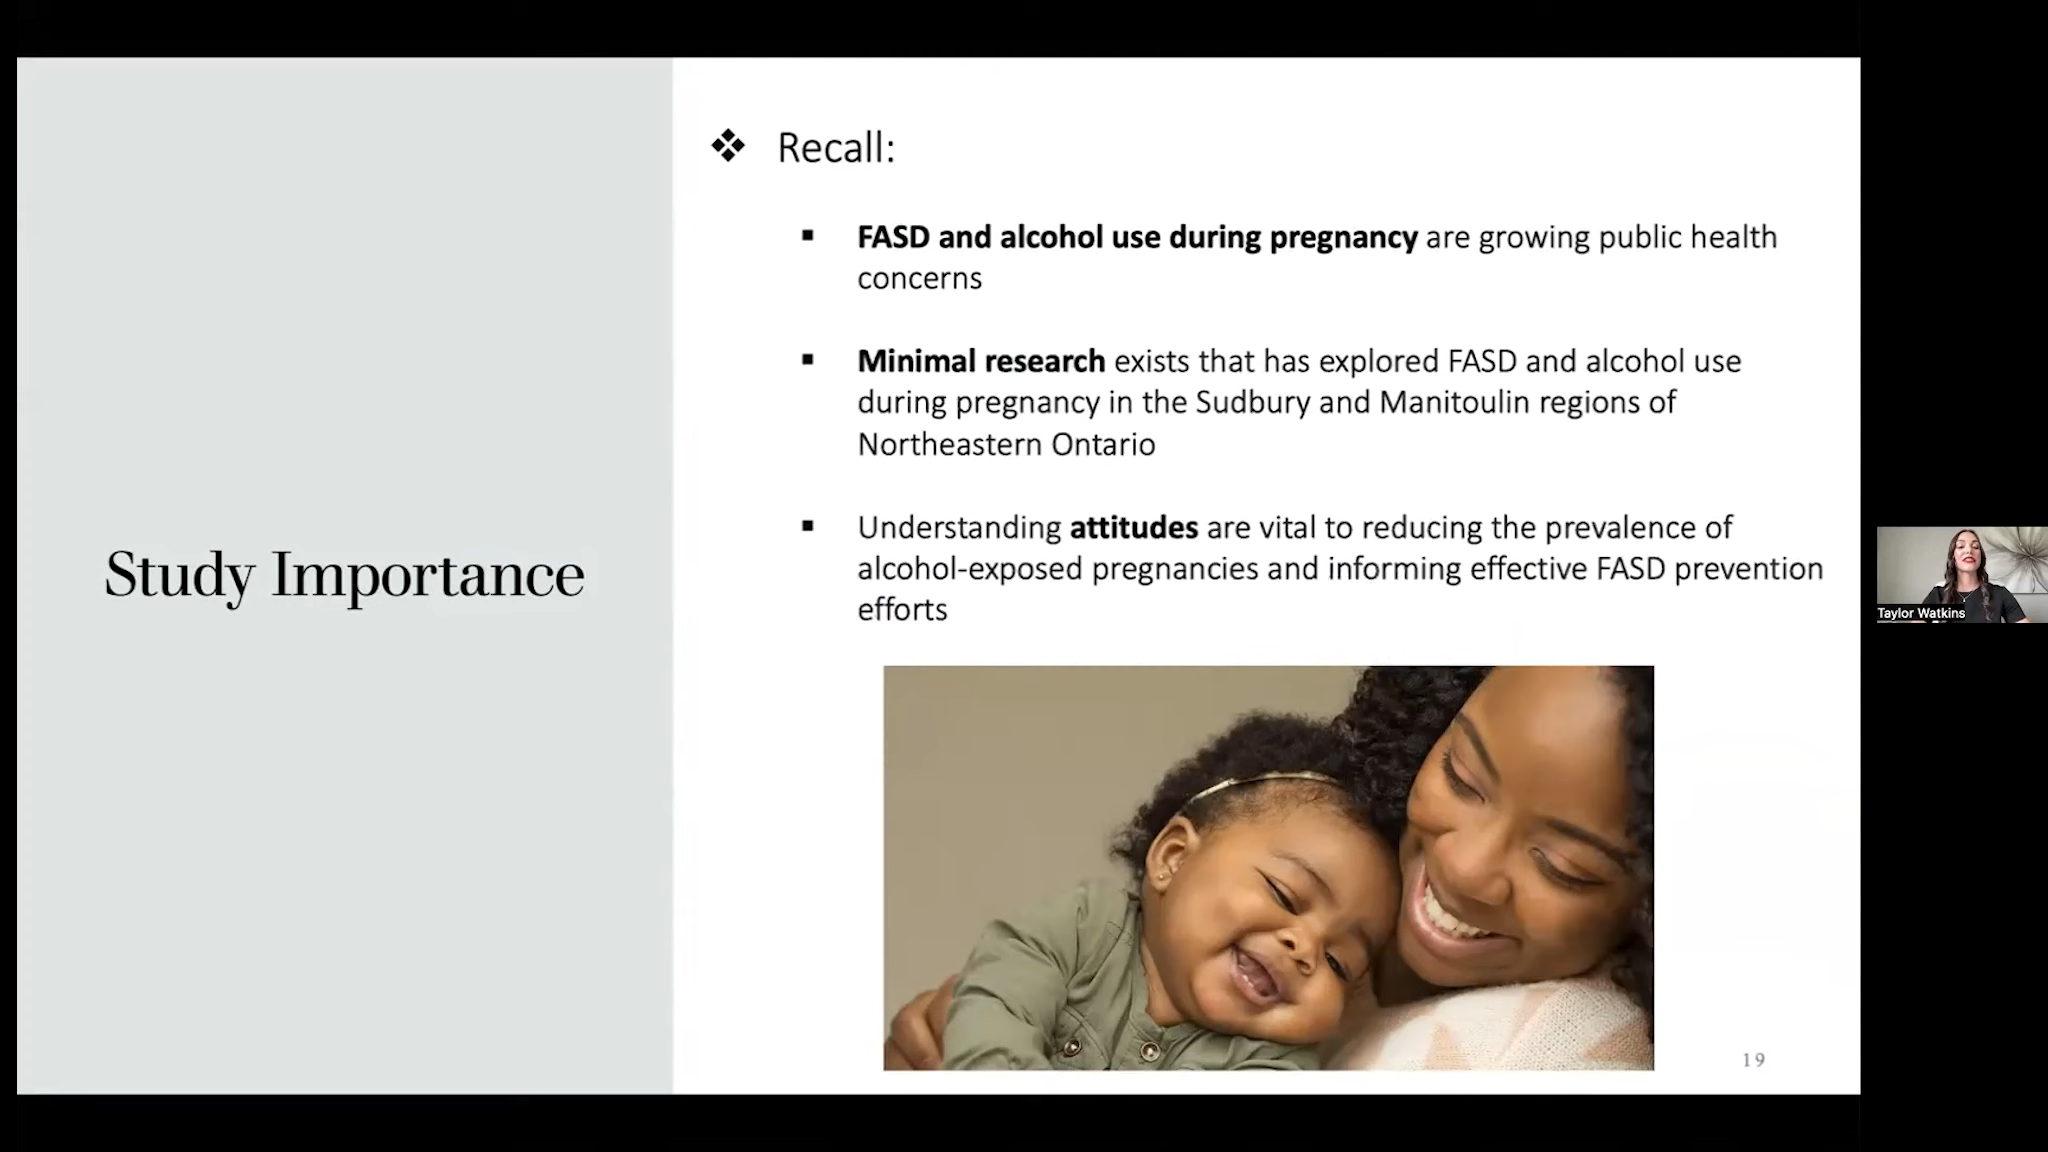 Study Importance
❖ Recall:
▪ FASD and alcohol use during pregnancy are growing public health
concerns
▪ Minimal research exists that has explored FASD and alcohol use
during pregnancy in the Sudbury and Manitoulin regions of
Northeastern Ontario
▪ Understanding attitudes are vital to reducing the prevalence of
alcohol-exposed pregnancies and informing effective FASD prevention
efforts
19
Taylor Watkins